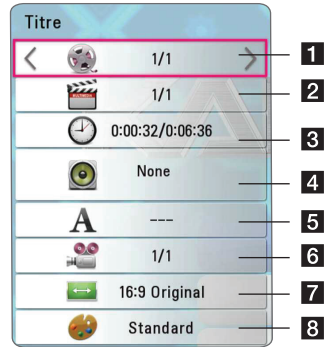 Titre
1/1 1
1/1 2
0:00:32/0:06:36 3
None 4
A --- 5
1/1 6
16:9 Original 7
Standard 8